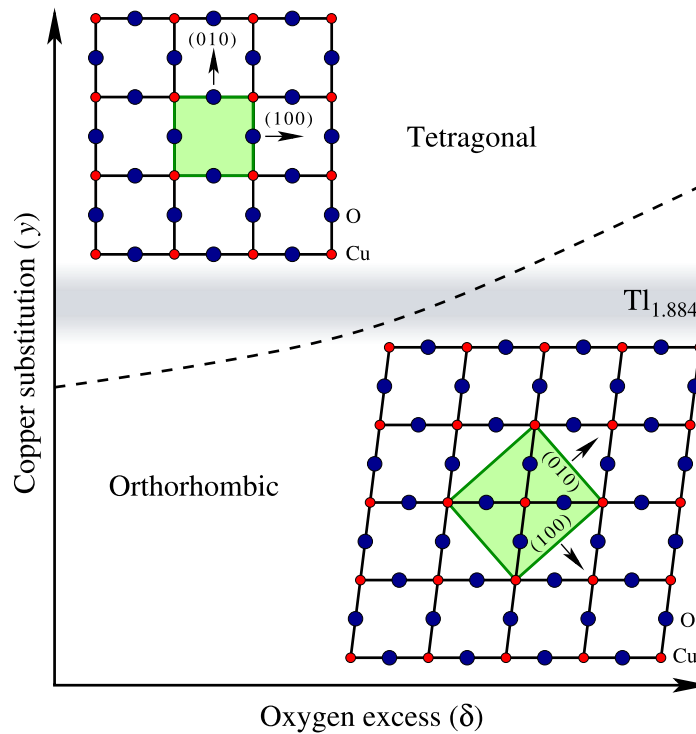 (010)
(100)
Tetragonal
O
Cu
Tl1.884
Copper substitution (y)
Orthorhombic
(010)
(100)
O
Cu
Oxygen excess (δ)